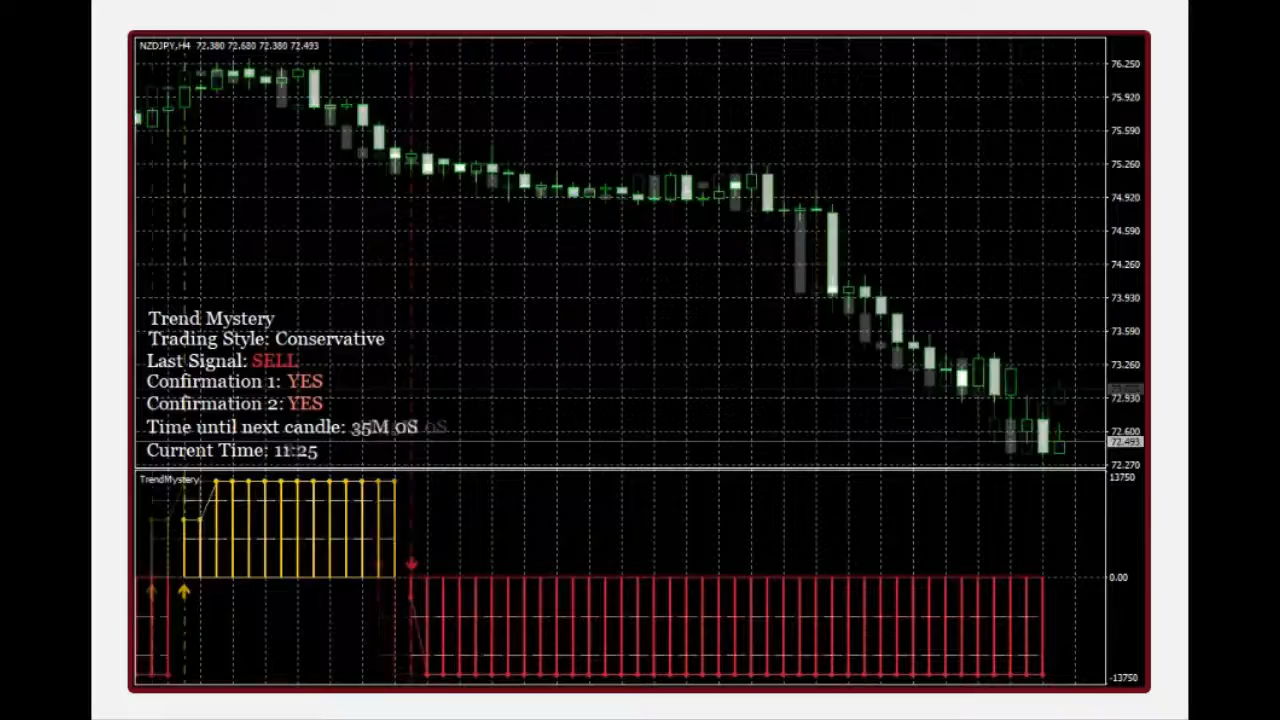 NZDJPY,H4 72.380 72.680 72.380 72.493
76.250
75.920
75.590
75.260
74.920
74.590
74.260
73.930
73.590
73.260
72.930
72.600
72.493
72.270
Trend Mystery
Trading Style: Conservative
Last Signal: SELL
Confirmation 1: YES
Confirmation 2: YES
Time until next candle: 35M 0S
Current Time: 11:25
TrendMystery
13750
0.00
-13750